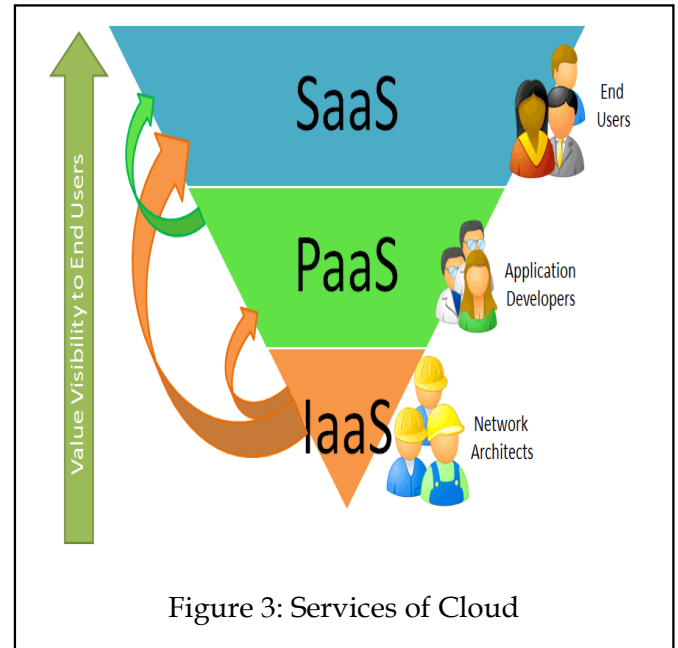 Value Visibility to End Users
SaaS
End
Users
PaaS
Application
Developers
IaaS
Network
Architects
Figure 3: Services of Cloud